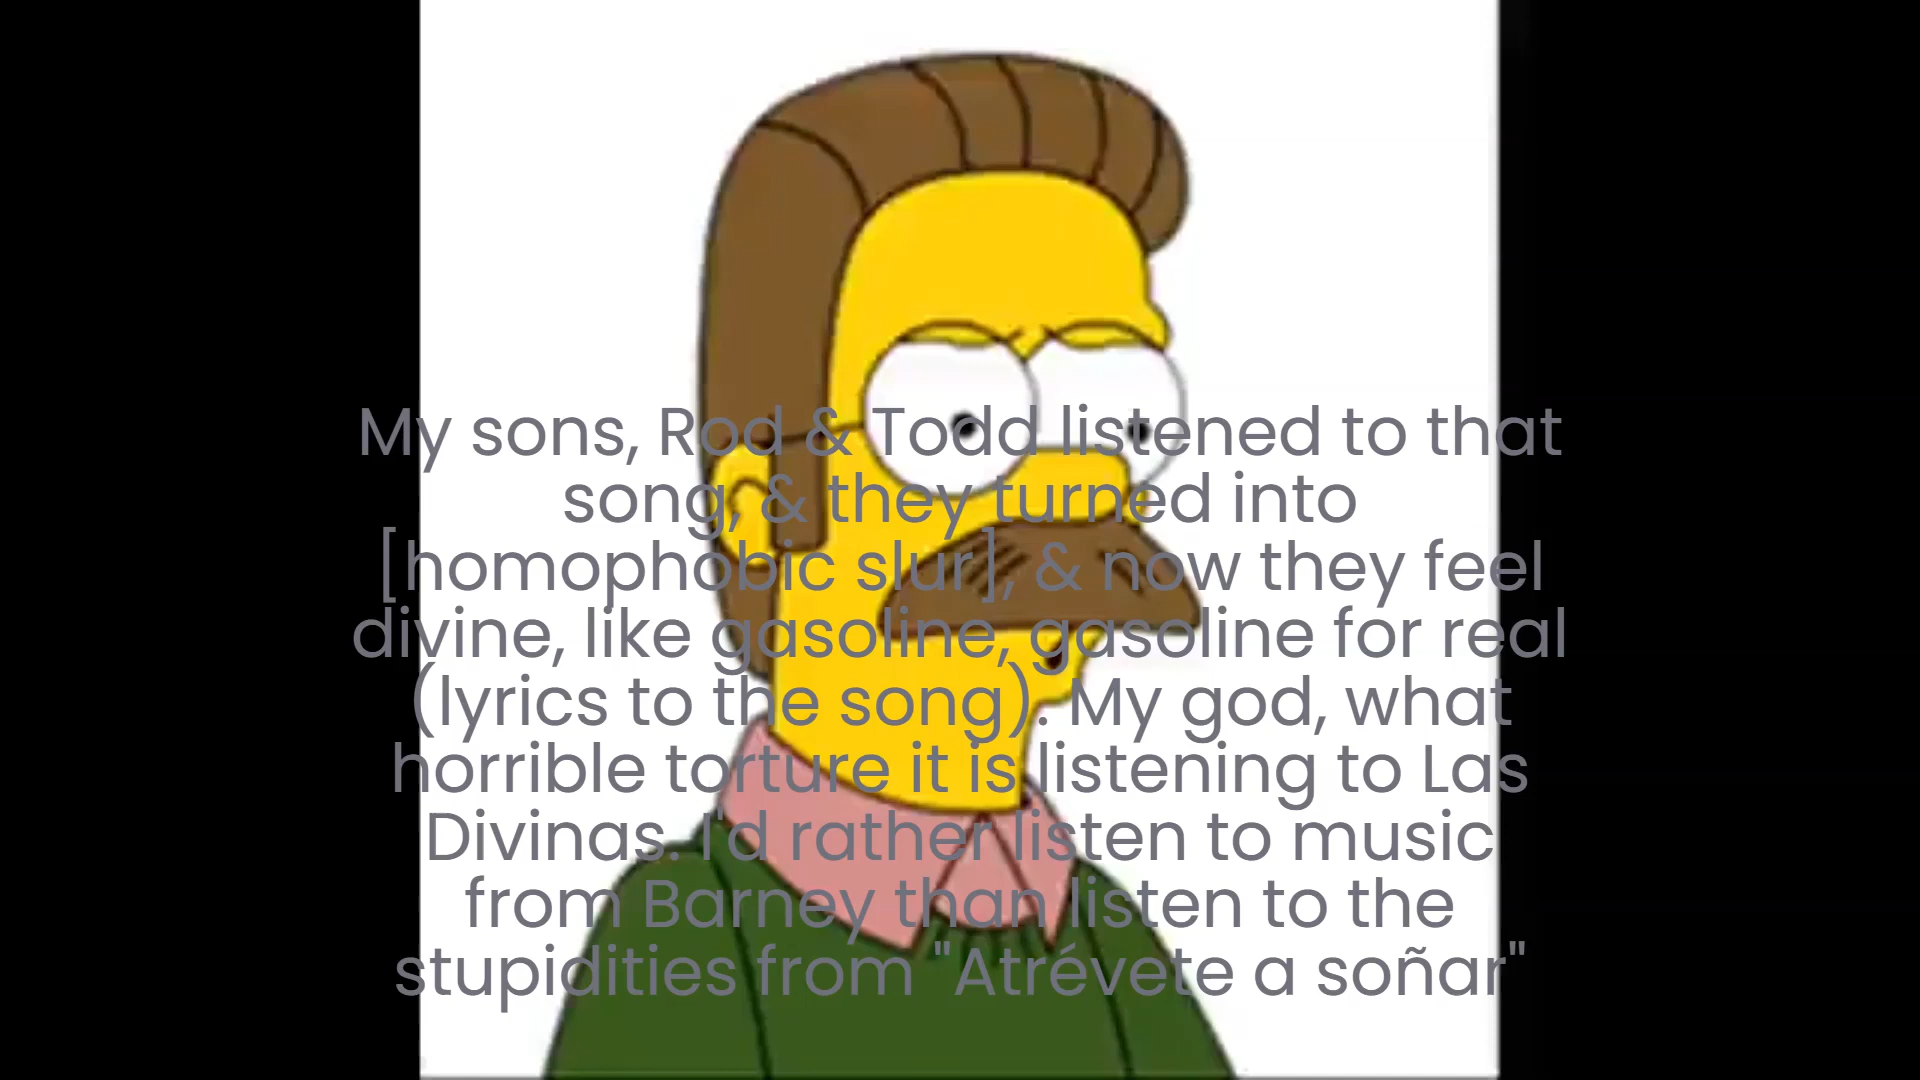 My sons, Rod & Todd listened to that
song, & they turned into
[homophobic slur], & now they feel
divine, like gasoline, gasoline for real
(lyrics to the song). My god, what
horrible torture it is listening to Las
Divinas. I'd rather listen to music
from Barney than listen to the
stupidities from "Atrévete a soñar"